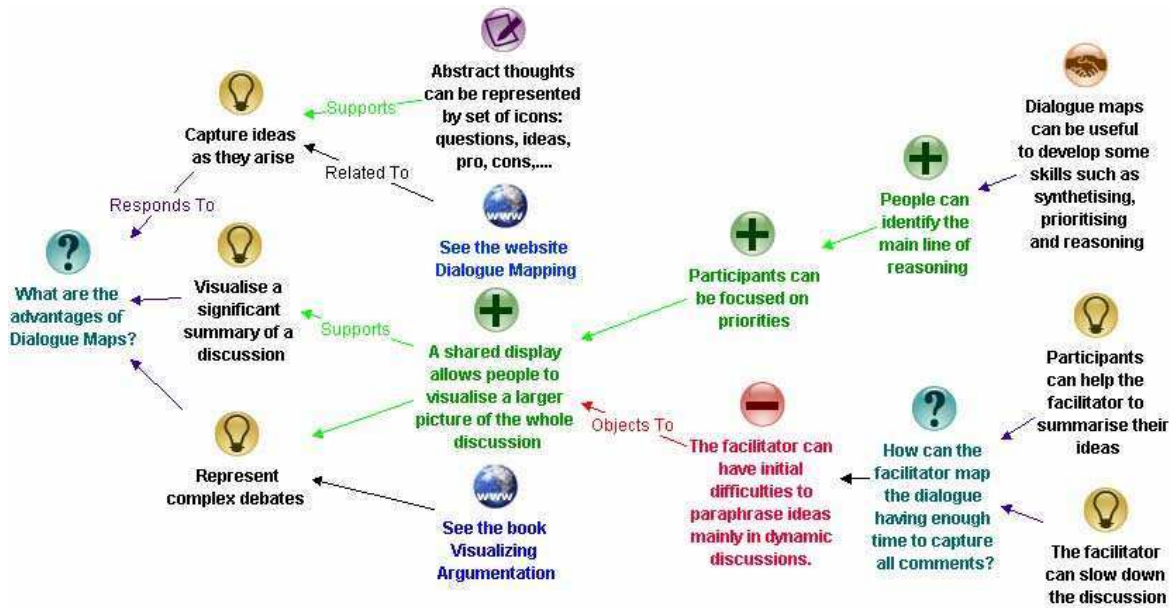 Abstract thoughts
can be represented
by set of icons:
questions, ideas,
pro, cons,....
Supports
Capture ideas
as they arise
Related To
Responds To
www
See the website
Dialogue Mapping
?
What are the
advantages of
Dialogue Maps?
Visualise a
significant
summary of a
discussion
Supports
+
A shared display
allows people to
visualise a larger
picture of the whole
discussion
Represent
complex debates
www
See the book
Visualizing
Argumentation
+
Participants can
be focused on
priorities
+
People can
identify the
main line of
reasoning
Dialogue maps
can be useful
to develop some
skills such as
synthetising,
prioritising
and reasoning
Objects To
−
The facilitator can
have initial
difficulties to
paraphrase ideas
mainly in dynamic
discussions.
?
How can the
facilitator map
the dialogue
having enough
time to capture
all comments?
Participants
can help the
facilitator to
summarise their
ideas
The facilitator
can slow down
the discussion